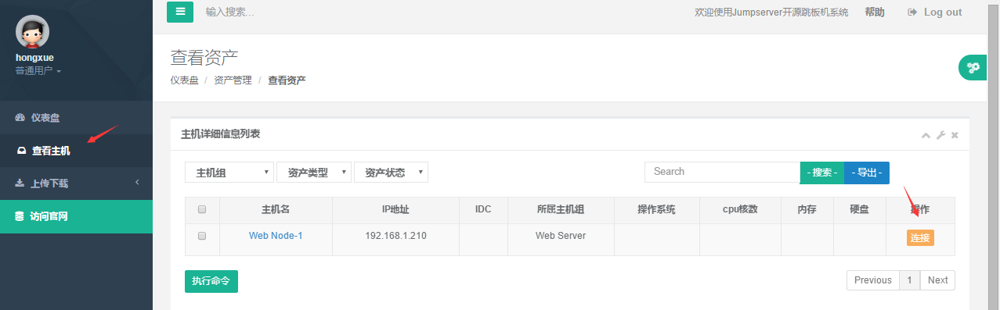 输入搜索...
欢迎使用Jumpserver开源跳板机系统 帮助 Log out
hongxue
普通用户
仪表盘
查看主机
上传下载
访问官网
查看资产
仪表盘 / 资产管理 / 查看资产
主机详细信息列表
主机组 资产类型 资产状态 Search - 搜索 - - 导出 -
主机名 IP地址 IDC 所属主机组 操作系统 cpu核数 内存 硬盘 操作
Web Node-1 192.168.1.210 Web Server 连接
执行命令 Previous 1 Next